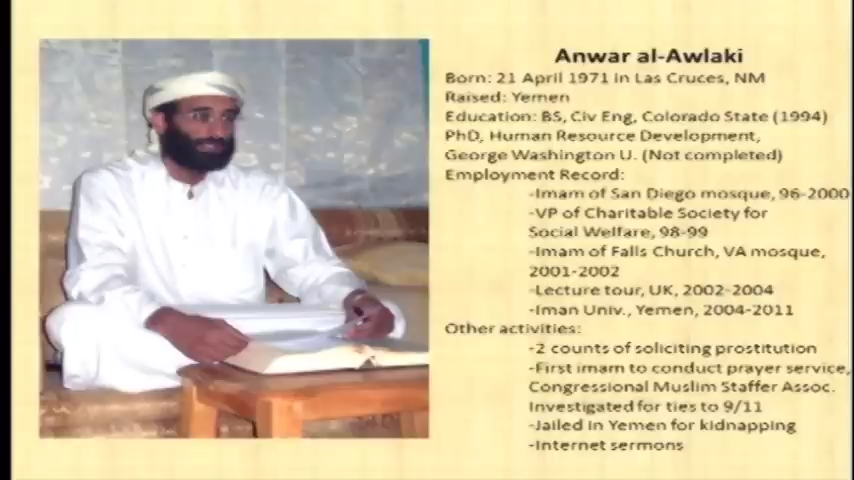 Anwar al-Awlaki
Born: 21 April 1971 in Las Cruces, NM
Raised: Yemen
Education: BS, Civ Eng, Colorado State (1994)
PhD, Human Resource Development,
George Washington U. (Not completed)
Employment Record:
-Imam of San Diego mosque, 96-2000
-VP of Charitable Society for
Social Welfare, 98-99
-Imam of Falls Church, VA mosque,
2001-2002
-Lecture tour, UK, 2002-2004
-Iman Univ., Yemen, 2004-2011
Other activities:
-2 counts of soliciting prostitution
-First imam to conduct prayer service,
Congressional Muslim Staffer Assoc.
Investigated for ties to 9/11
-Jailed in Yemen for kidnapping
-Internet sermons